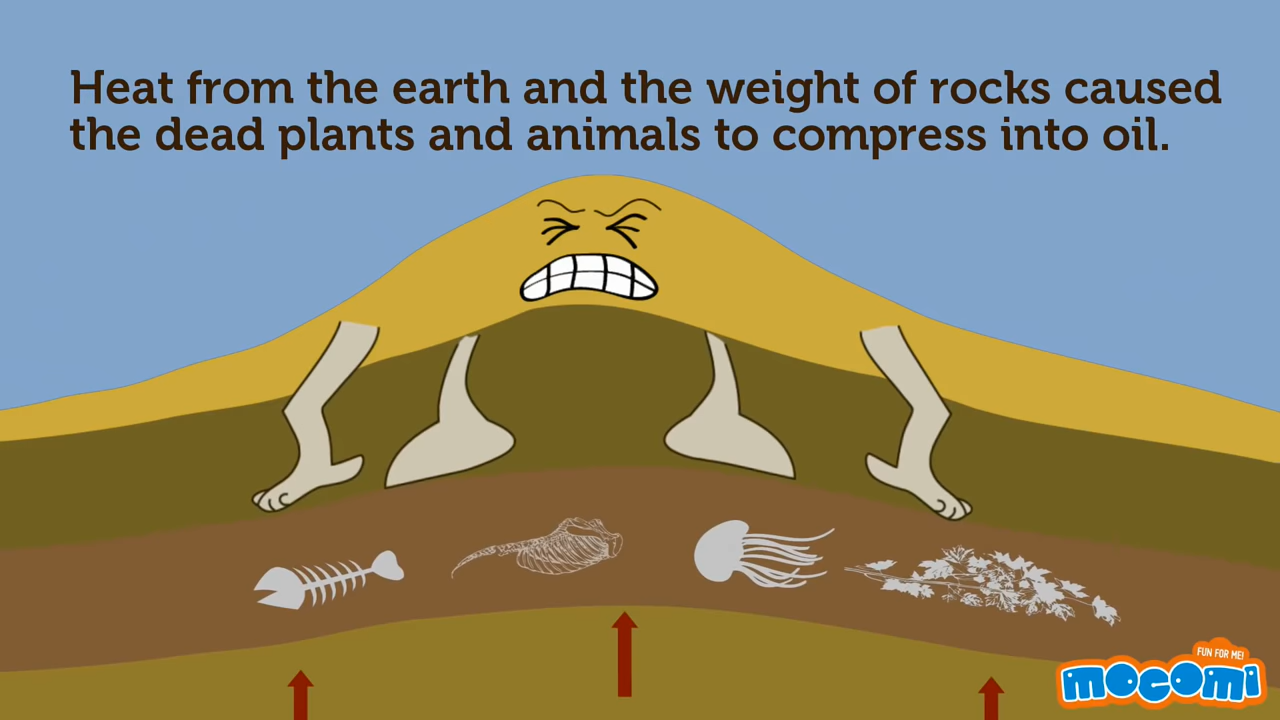 Heat from the earth and the weight of rocks caused
the dead plants and animals to compress into oil.
FUN FOR ME!
mocomi